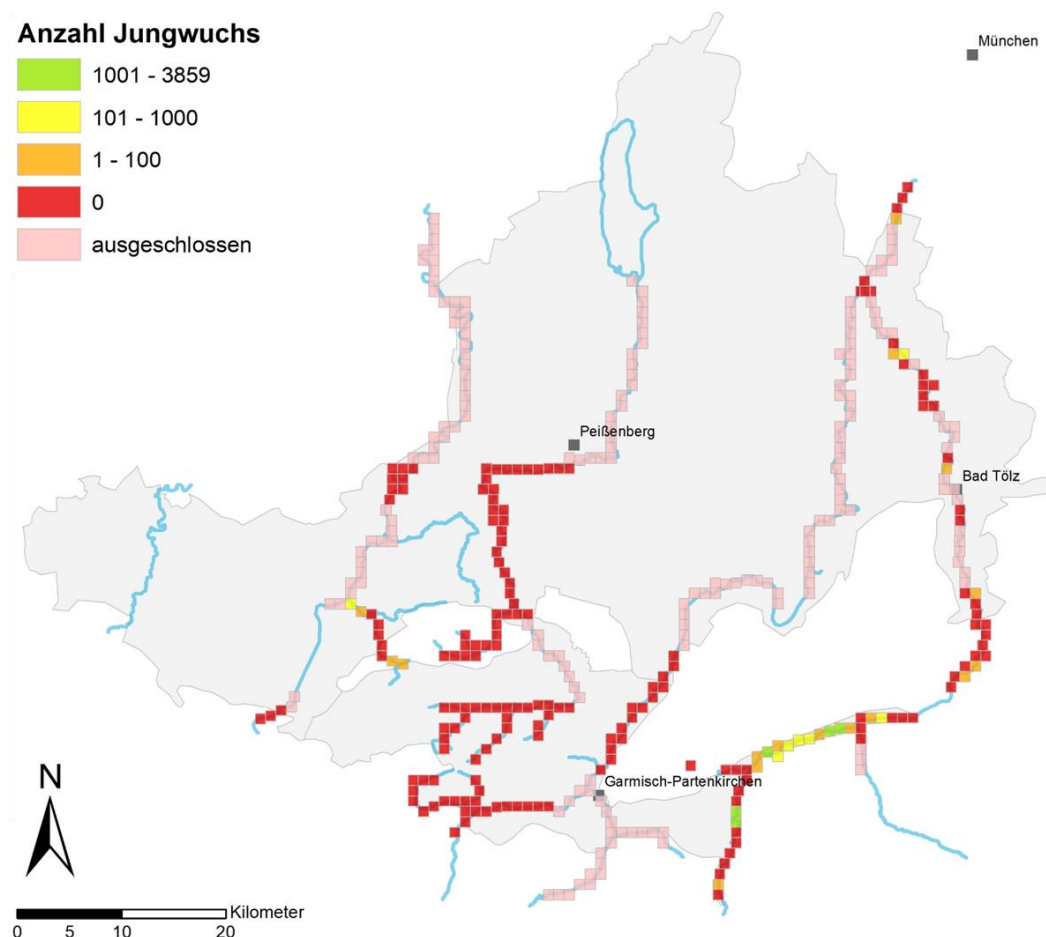 Anzahl Jungwuchs
1001 - 3859
101 - 1000
1 - 100
0
ausgeschlossen
München
Peißenberg
Bad Tölz
Garmisch-Partenkirchen
N
Kilometer
0 5 10 20